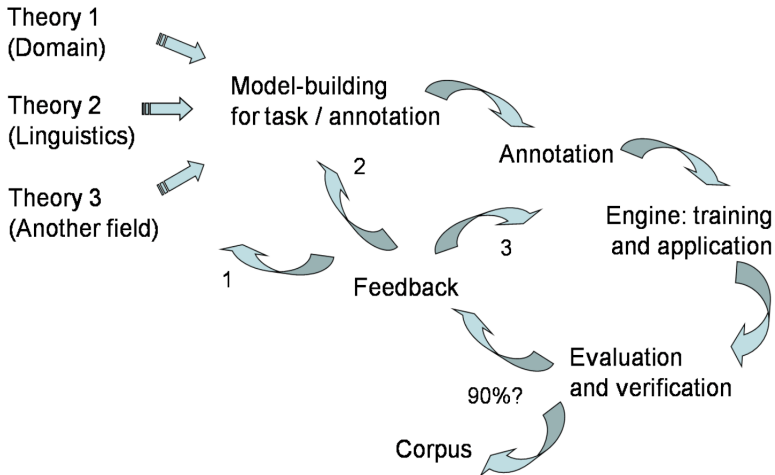 Theory 1
(Domain)
Theory 2
(Linguistics)
Theory 3
(Another field)
Model-building
for task / annotation
Annotation
Engine: training
and application
2
3
1
Feedback
Evaluation
and verification
90%?
Corpus